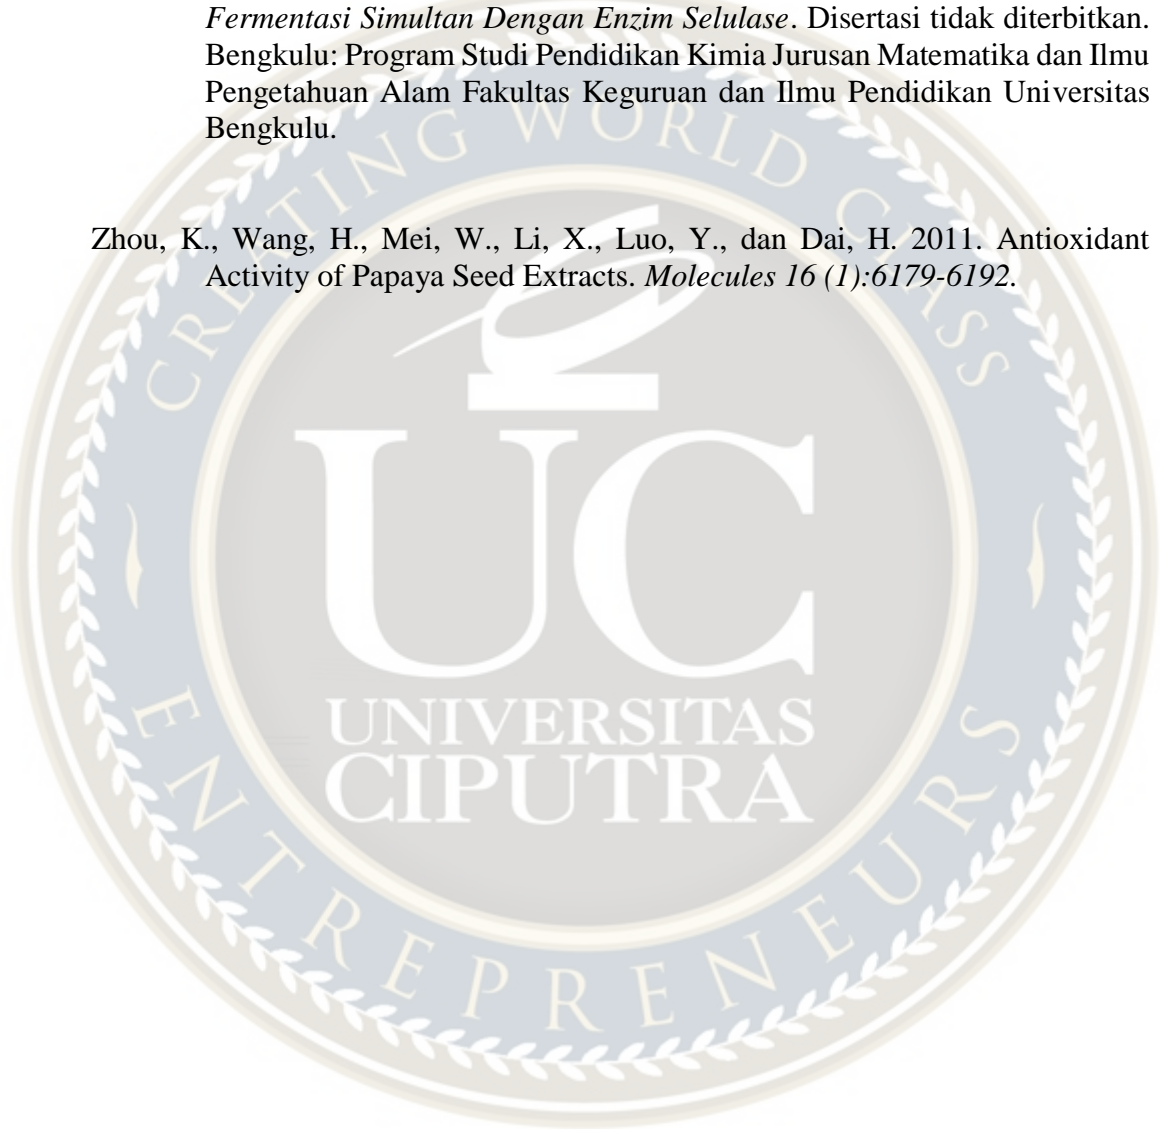 Fermentasi Simultan Dengan Enzim Selulase. Disertasi tidak diterbitkan.
Bengkulu: Program Studi Pendidikan Kimia Jurusan Matematika dan Ilmu
Pengetahuan Alam Fakultas Keguruan dan Ilmu Pendidikan Universitas
Bengkulu.
Zhou, K., Wang, H., Mei, W., Li, X., Luo, Y., dan Dai, H. 2011. Antioxidant
Activity of Papaya Seed Extracts. Molecules 16 (1):6179-6192.
CREATING WORLD CLASS
UC
UNIVERSITAS
CIPUTRA
ENTREPRENEURS